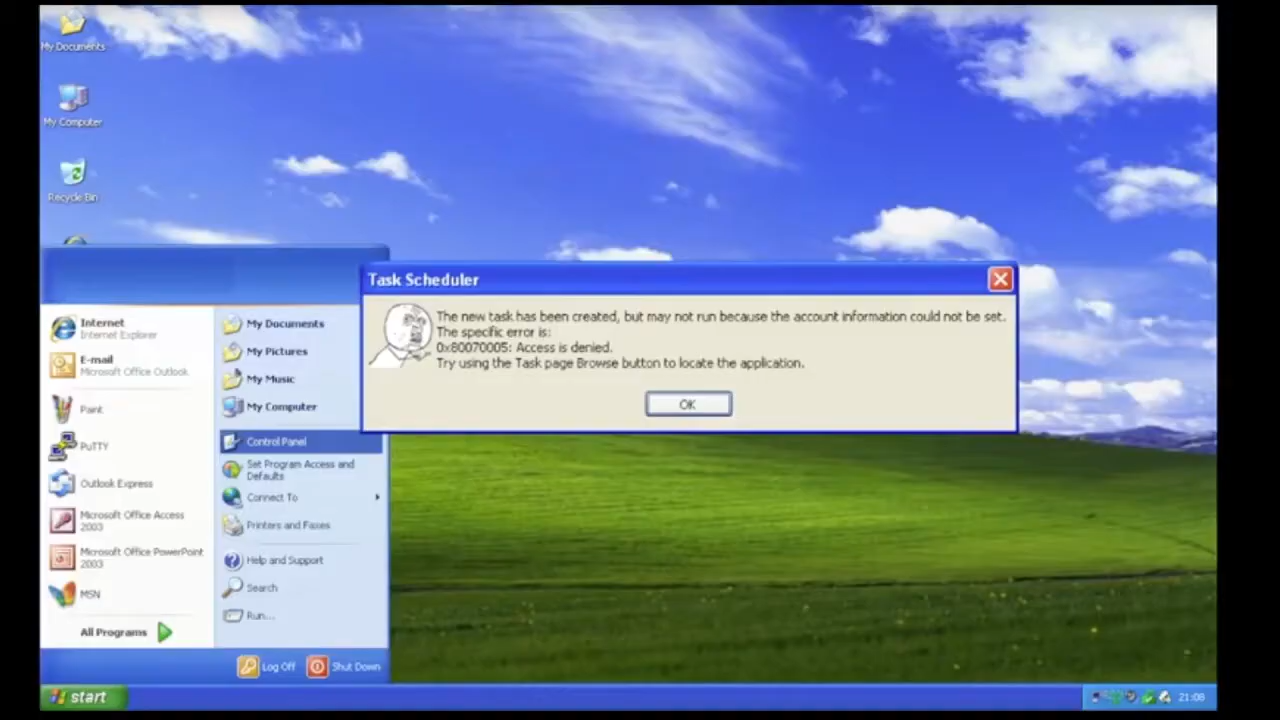 My Documents
My Computer
Recycle Bin
Task Scheduler
The new task has been created, but may not run because the account information could not be set.
The specific error is:
0x80070005: Access is denied.
Try using the Task page Browse button to locate the application.
OK
Internet
Internet Explorer
E-mail
Microsoft Office Outlook
Paint
PuTTY
Outlook Express
Microsoft Office Access
2003
Microsoft Office PowerPoint
2003
MSN
All Programs
My Documents
My Pictures
My Music
My Computer
Control Panel
Set Program Access and
Defaults
Connect To
Printers and Faxes
Help and Support
Search
Run...
Log Off
Shut Down
start
21:08